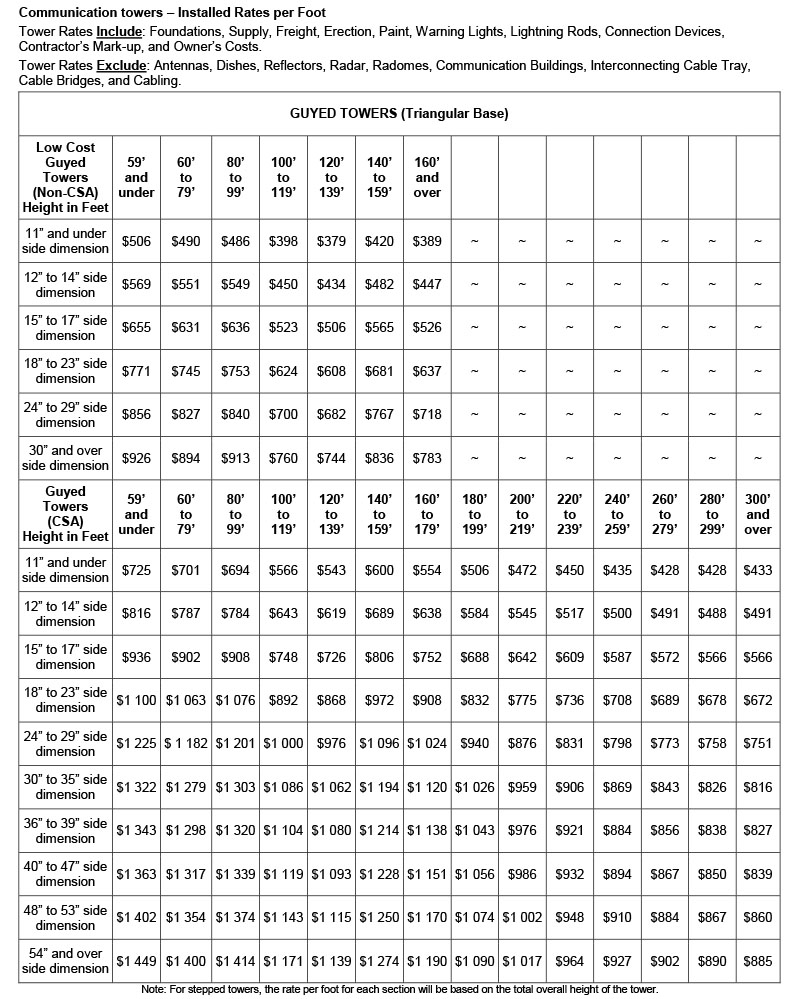 Communication towers – Installed Rates per Foot
Tower Rates Include: Foundations, Supply, Freight, Erection, Paint, Warning Lights, Lightning Rods, Connection Devices,
Contractor’s Mark-up, and Owner’s Costs.
Tower Rates Exclude: Antennas, Dishes, Reflectors, Radar, Radomes, Communication Buildings, Interconnecting Cable Tray,
Cable Bridges, and Cabling.
GUYED TOWERS (Triangular Base)
Low Cost Guyed Towers (Non-CSA) Height in Feet 59’ and under 60’ to 79’ 80’ to 99’ 100’ to 119’ 120’ to 139’ 140’ to 159’ 160’ and over
11” and under side dimension $506 $490 $486 $398 $379 $420 $389 ~ ~ ~ ~ ~ ~ ~
12” to 14” side dimension $569 $551 $549 $450 $434 $482 $447 ~ ~ ~ ~ ~ ~ ~
15” to 17” side dimension $655 $631 $636 $523 $506 $565 $526 ~ ~ ~ ~ ~ ~ ~
18” to 23” side dimension $771 $745 $753 $624 $608 $681 $637 ~ ~ ~ ~ ~ ~ ~
24” to 29” side dimension $856 $827 $840 $700 $682 $767 $718 ~ ~ ~ ~ ~ ~ ~
30” and over side dimension $926 $894 $913 $760 $744 $836 $783 ~ ~ ~ ~ ~ ~ ~
Guyed Towers (CSA) Height in Feet 59’ and under 60’ to 79’ 80’ to 99’ 100’ to 119’ 120’ to 139’ 140’ to 159’ 160’ to 179’ 180’ to 199’ 200’ to 219’ 220’ to 239’ 240’ to 259’ 260’ to 279’ 280’ to 299’ 300’ and over
11” and under side dimension $725 $701 $694 $566 $543 $600 $554 $506 $472 $450 $435 $428 $428 $433
12” to 14” side dimension $816 $787 $784 $643 $619 $689 $638 $584 $545 $517 $500 $491 $488 $491
15” to 17” side dimension $936 $902 $908 $748 $726 $806 $752 $688 $642 $609 $587 $572 $566 $566
18” to 23” side dimension $1 100 $1 063 $1 076 $892 $868 $972 $908 $832 $775 $736 $708 $689 $678 $672
24” to 29” side dimension $1 225 $ 1 182 $1 201 $1 000 $976 $1 096 $1 024 $940 $876 $831 $798 $773 $758 $751
30” to 35” side dimension $1 322 $1 279 $1 303 $1 086 $1 062 $1 194 $1 120 $1 026 $959 $906 $869 $843 $826 $816
36” to 39” side dimension $1 343 $1 298 $1 320 $1 104 $1 080 $1 214 $1 138 $1 043 $976 $921 $884 $856 $838 $827
40” to 47” side dimension $1 363 $1 317 $1 339 $1 119 $1 093 $1 228 $1 151 $1 056 $986 $932 $894 $867 $850 $839
48” to 53” side dimension $1 402 $1 354 $1 374 $1 143 $1 115 $1 250 $1 170 $1 074 $1 002 $948 $910 $884 $867 $860
54” and over side dimension $1 449 $1 400 $1 414 $1 171 $1 139 $1 274 $1 190 $1 090 $1 017 $964 $927 $902 $890 $885
Note: For stepped towers, the rate per foot for each section will be based on the total overall height of the tower.